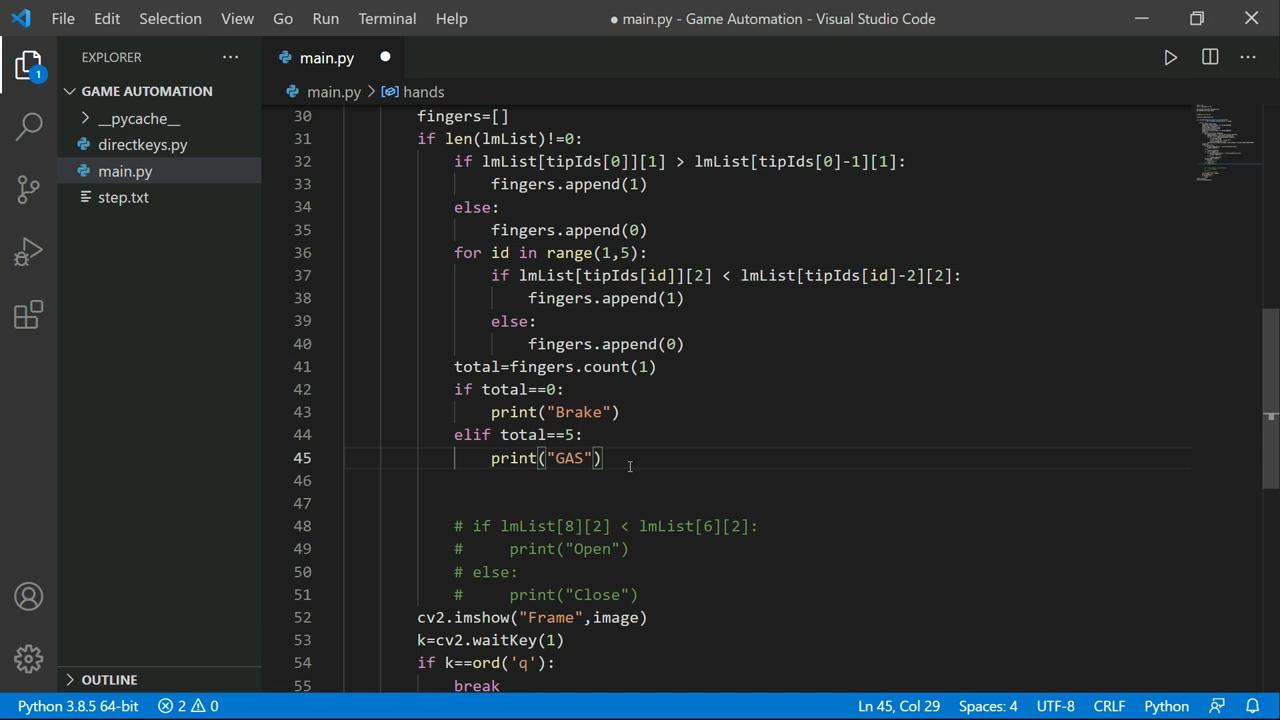 File Edit Selection View Go Run Terminal Help ● main.py - Game Automation - Visual Studio Code
EXPLORER ···
main.py ●
1
GAME AUTOMATION
main.py > hands
> __pycache__
directkeys.py
main.py
step.txt
30 fingers=[]
31 if len(lmList)!=0:
32 if lmList[tipIds[0]][1] > lmList[tipIds[0]-1][1]:
33 fingers.append(1)
34 else:
35 fingers.append(0)
36 for id in range(1,5):
37 if lmList[tipIds[id]][2] < lmList[tipIds[id]-2][2]:
38 fingers.append(1)
39 else:
40 fingers.append(0)
41 total=fingers.count(1)
42 if total==0:
43 print("Brake")
44 elif total==5:
45 print("GAS")
46
47
48 # if lmList[8][2] < lmList[6][2]:
49 #     print("Open")
50 # else:
51 #     print("Close")
52 cv2.imshow("Frame",image)
53 k=cv2.waitKey(1)
54 if k==ord('q'):
55 break
OUTLINE
Python 3.8.5 64-bit 2 0 Ln 45, Col 29 Spaces: 4 UTF-8 CRLF Python